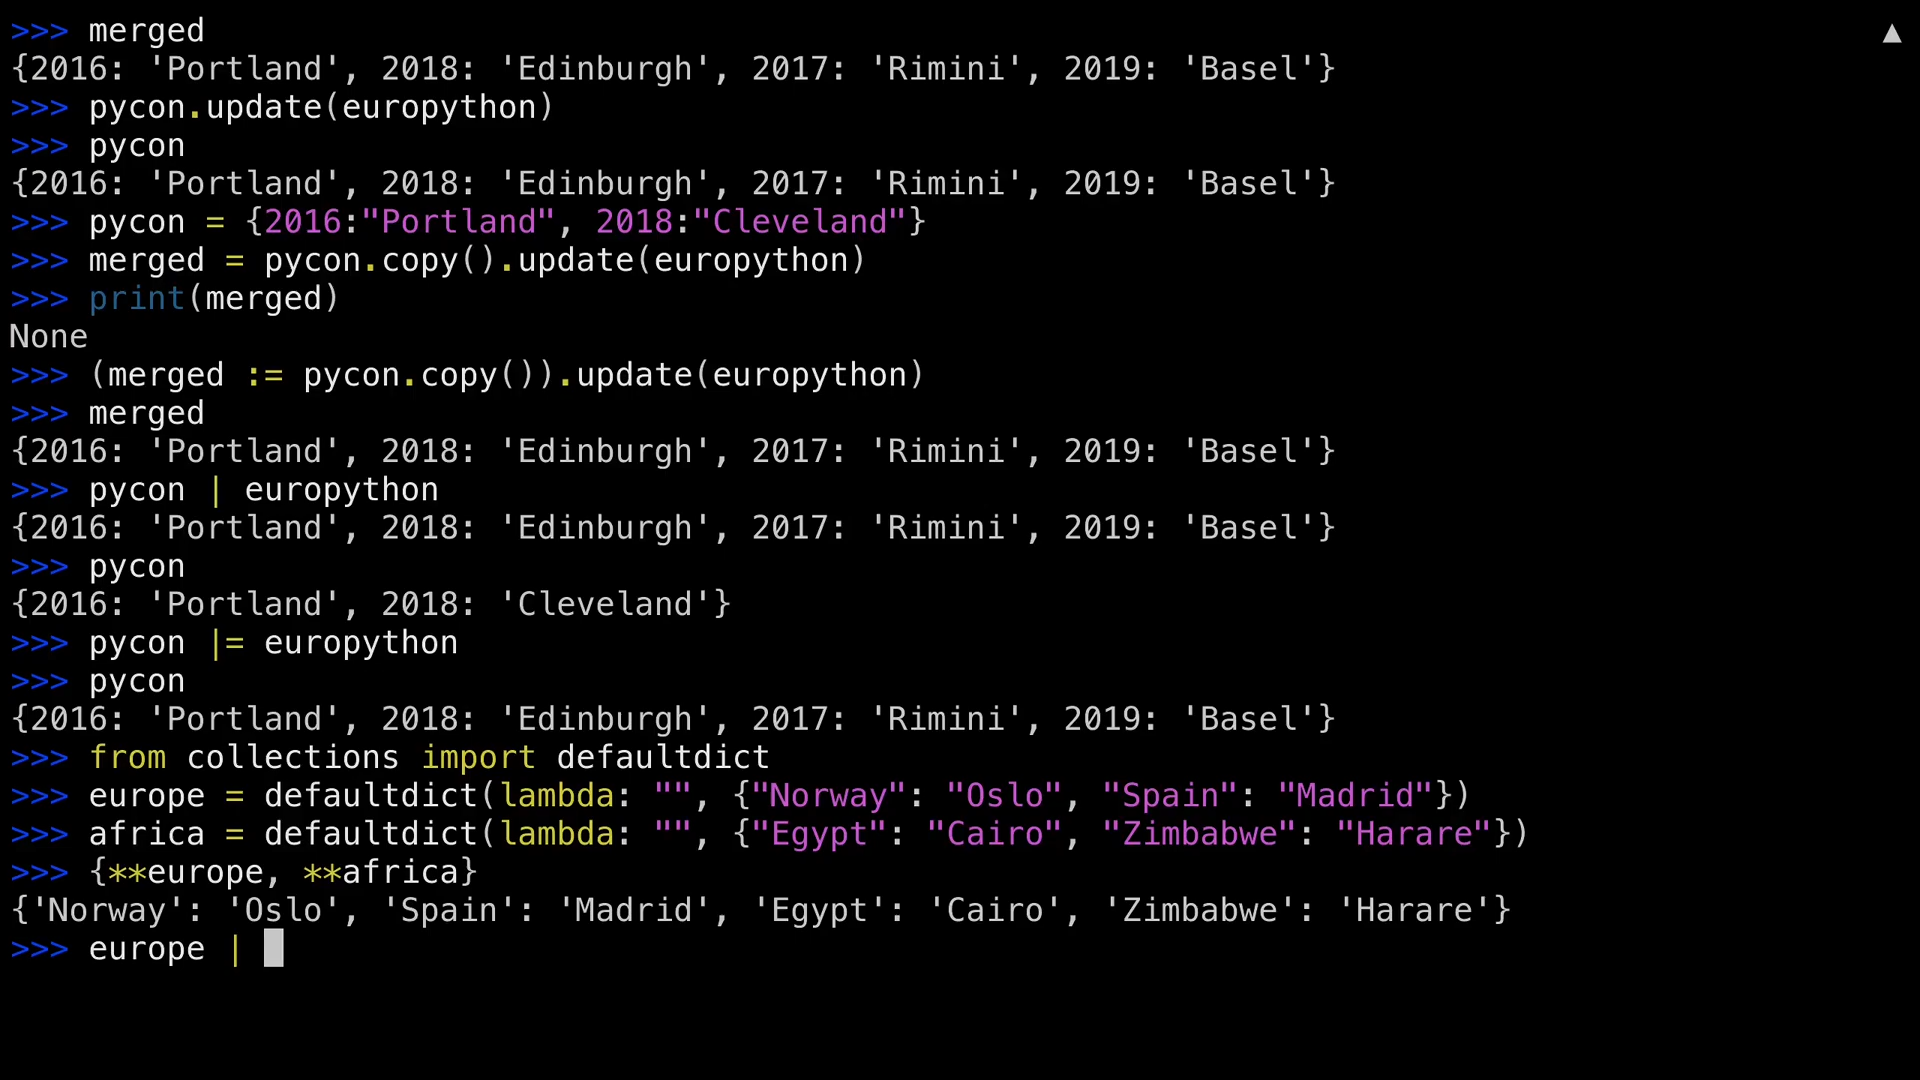 >>> merged
{2016: 'Portland', 2018: 'Edinburgh', 2017: 'Rimini', 2019: 'Basel'}
>>> pycon.update(europython)
>>> pycon
{2016: 'Portland', 2018: 'Edinburgh', 2017: 'Rimini', 2019: 'Basel'}
>>> pycon = {2016:"Portland", 2018:"Cleveland"}
>>> merged = pycon.copy().update(europython)
>>> print(merged)
None
>>> (merged := pycon.copy()).update(europython)
>>> merged
{2016: 'Portland', 2018: 'Edinburgh', 2017: 'Rimini', 2019: 'Basel'}
>>> pycon | europython
{2016: 'Portland', 2018: 'Edinburgh', 2017: 'Rimini', 2019: 'Basel'}
>>> pycon
{2016: 'Portland', 2018: 'Cleveland'}
>>> pycon |= europython
>>> pycon
{2016: 'Portland', 2018: 'Edinburgh', 2017: 'Rimini', 2019: 'Basel'}
>>> from collections import defaultdict
>>> europe = defaultdict(lambda: "", {"Norway": "Oslo", "Spain": "Madrid"})
>>> africa = defaultdict(lambda: "", {"Egypt": "Cairo", "Zimbabwe": "Harare"})
>>> {**europe, **africa}
{'Norway': 'Oslo', 'Spain': 'Madrid', 'Egypt': 'Cairo', 'Zimbabwe': 'Harare'}
>>> europe |